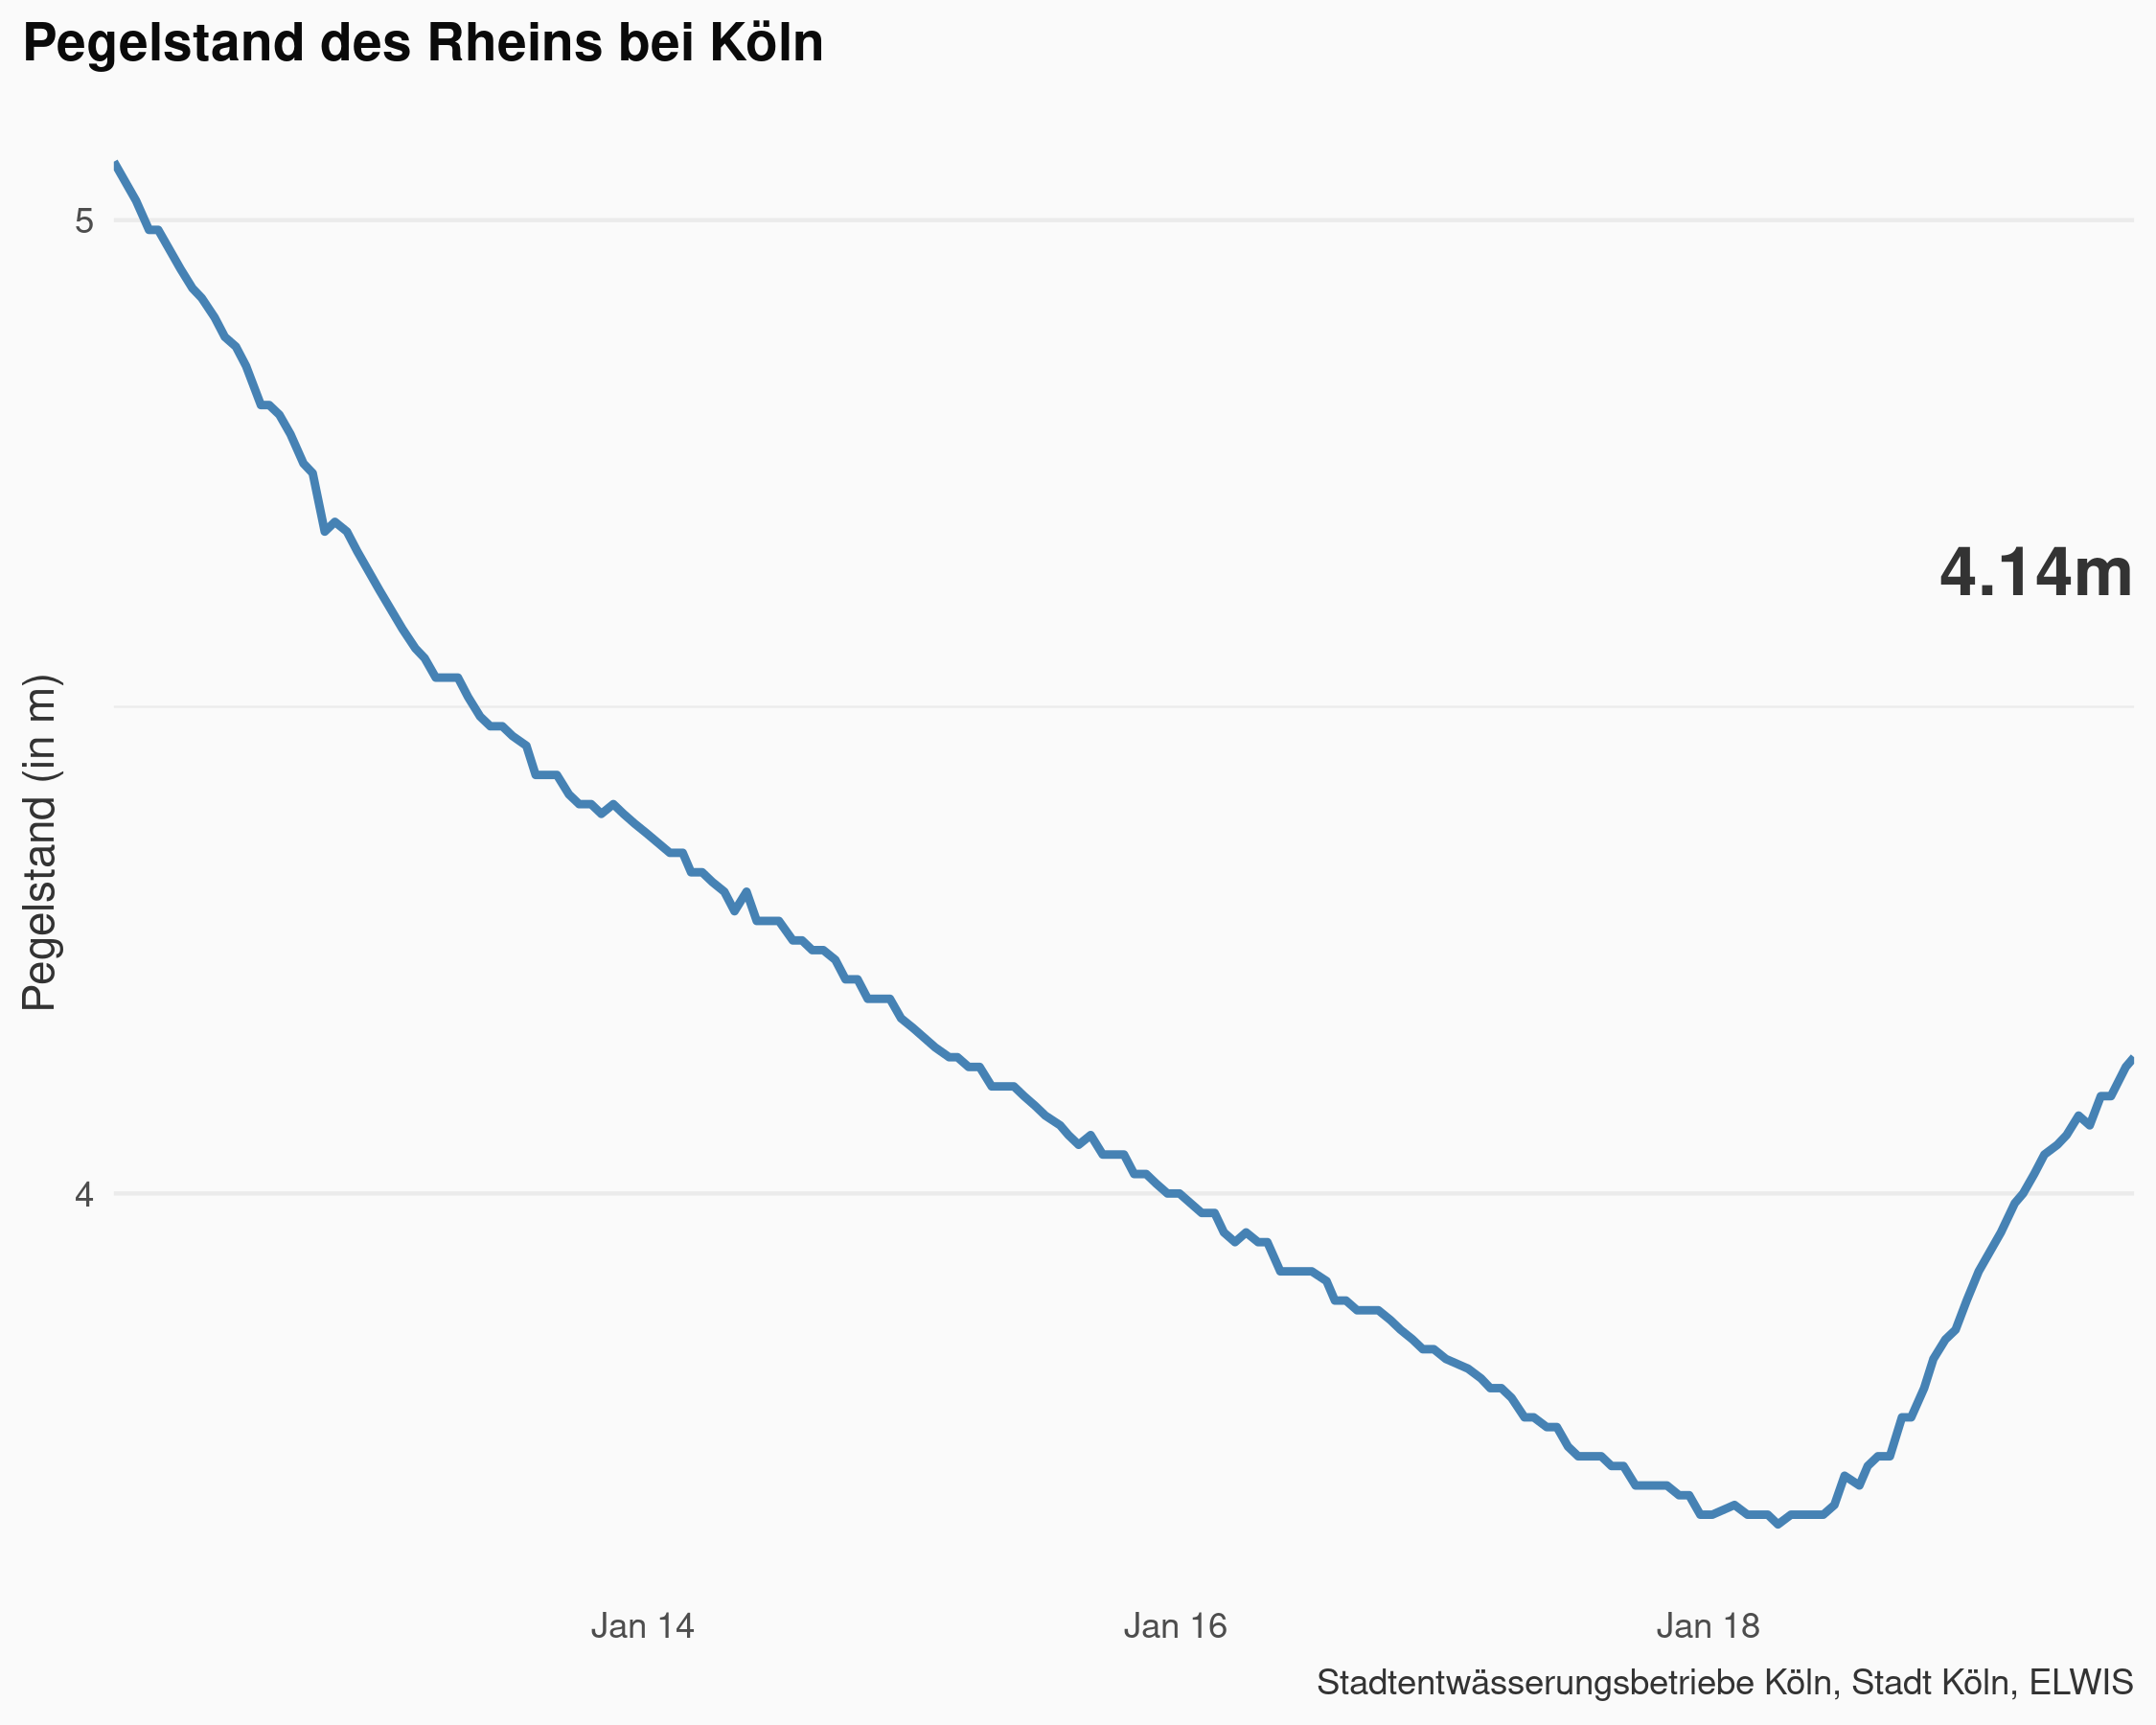 Pegelstand des Rheins bei Köln
5
4.14m
Pegelstand (in m)
4
Jan 14
Jan 16
Jan 18
Stadtentwässerungsbetriebe Köln, Stadt Köln, ELWIS